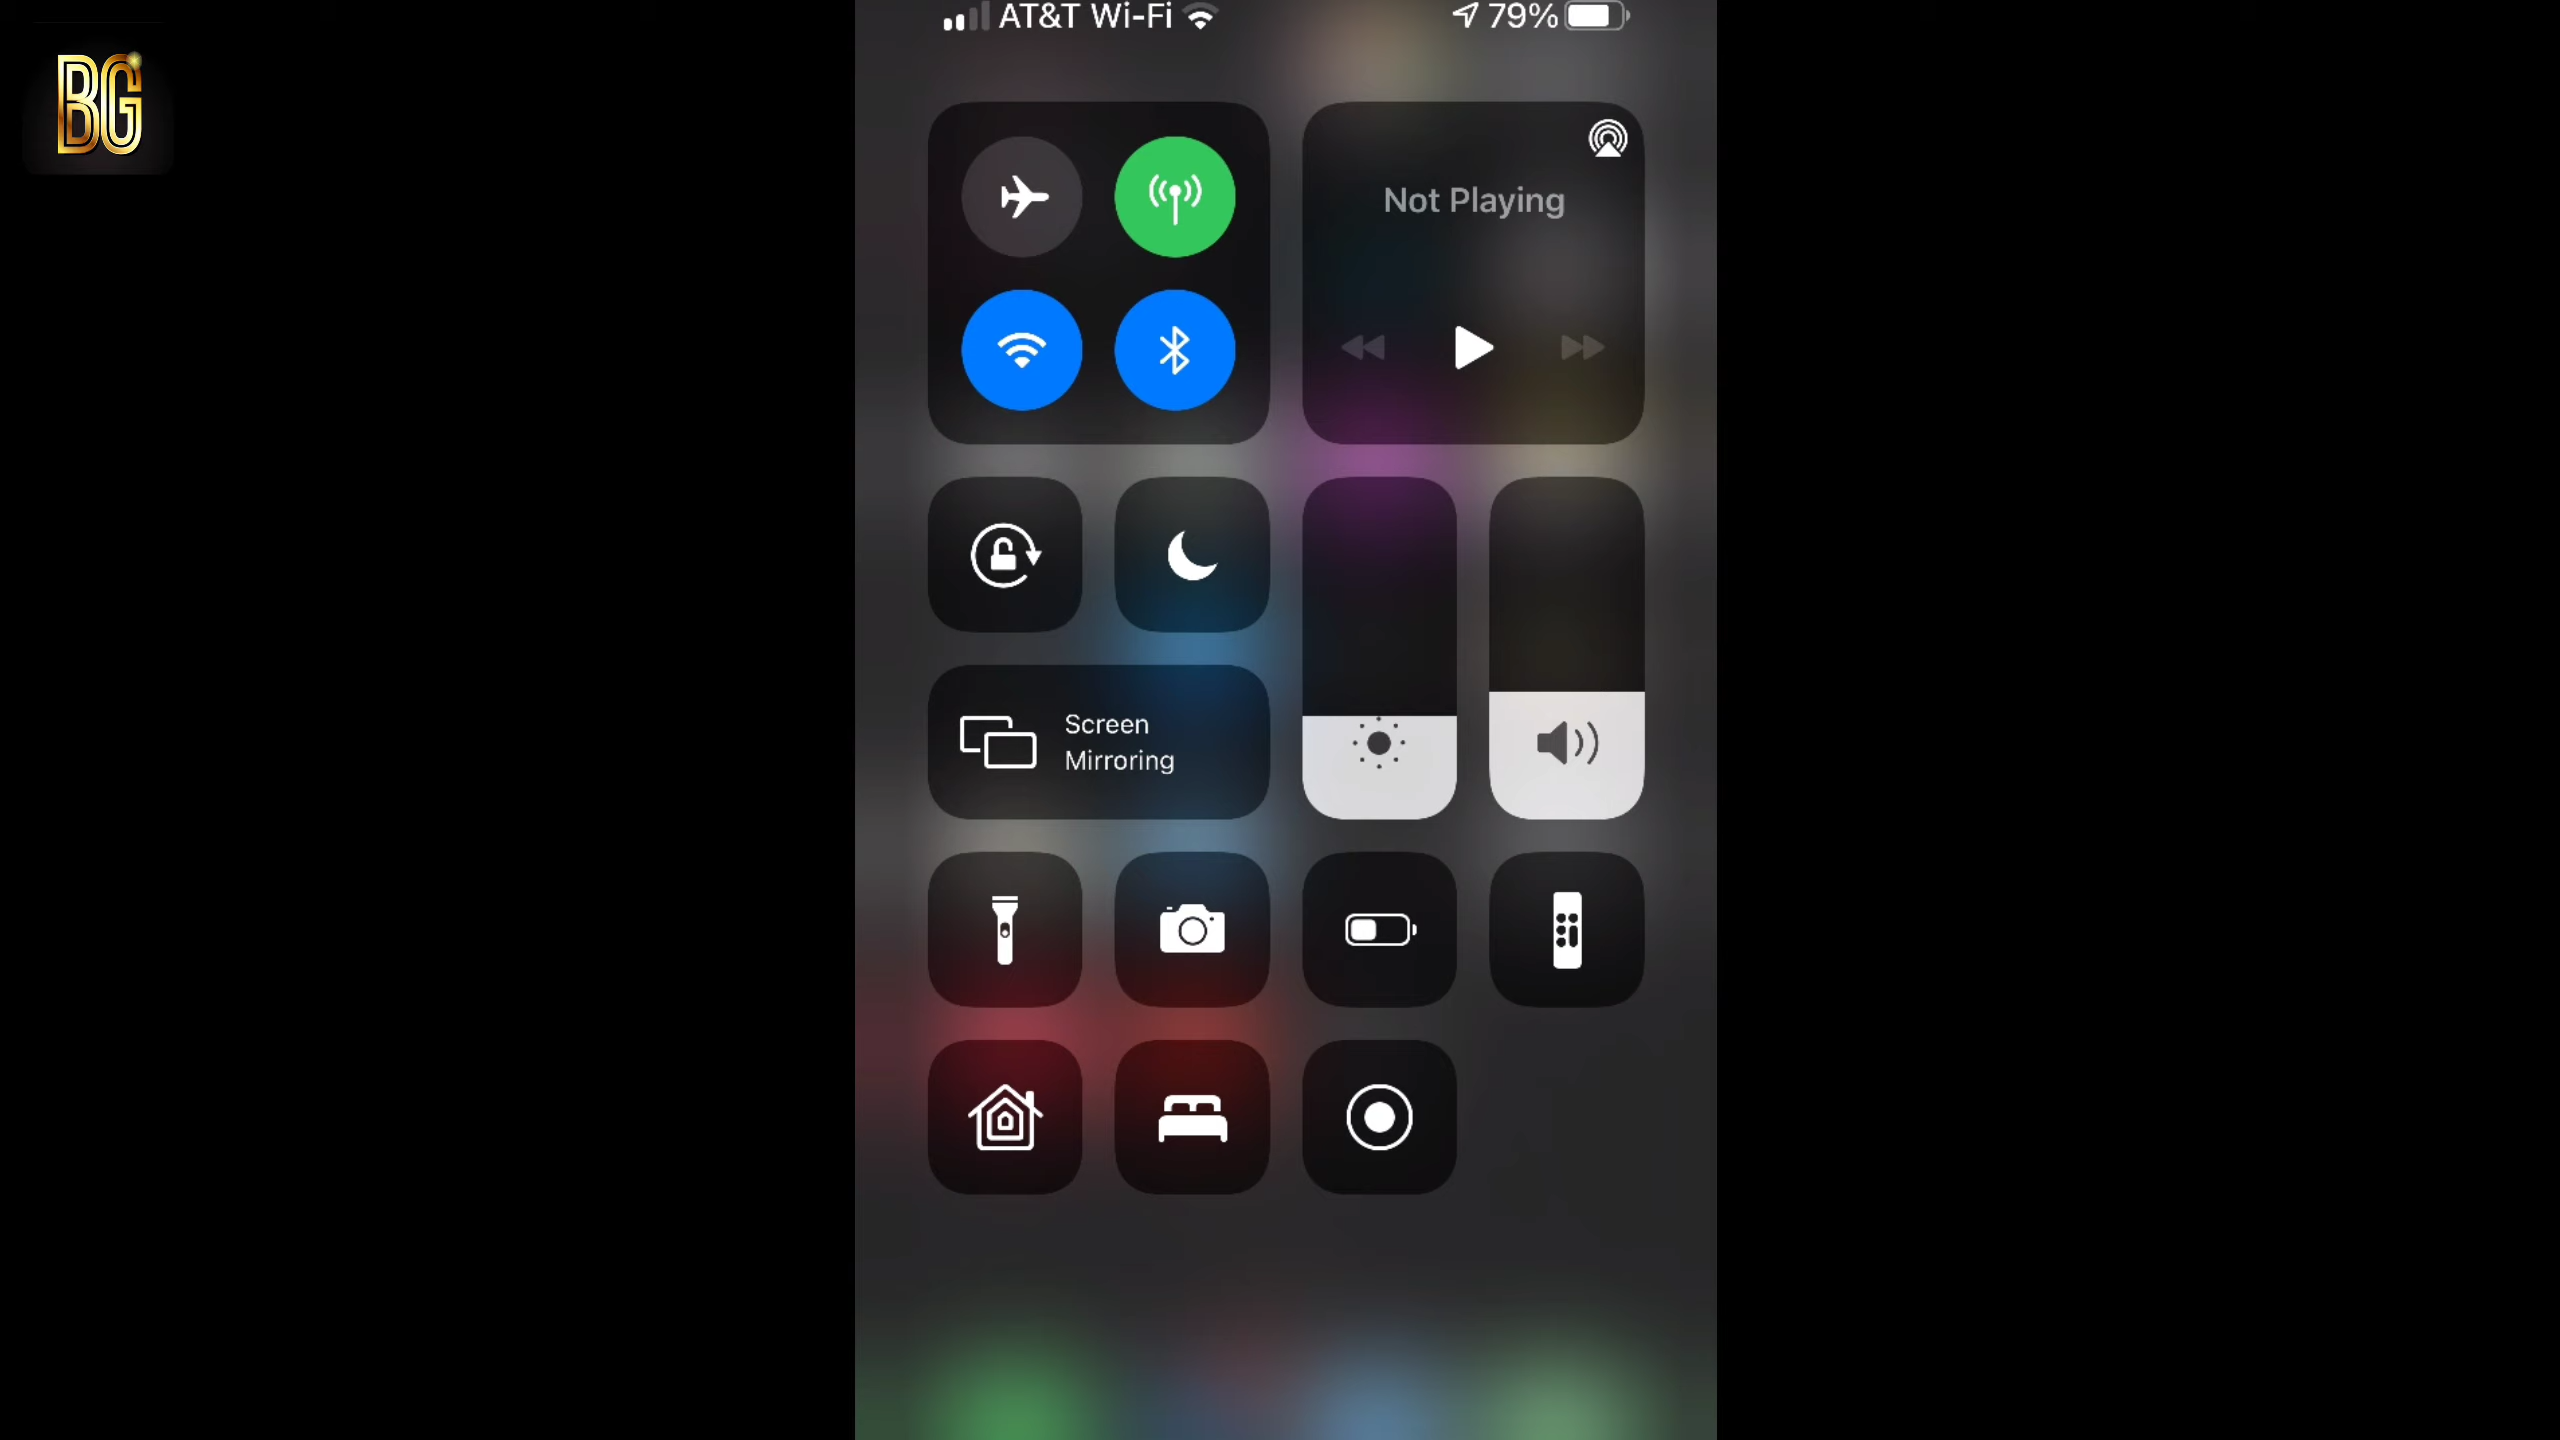 BG
AT&T Wi-Fi
79%
Not Playing
Screen
Mirroring